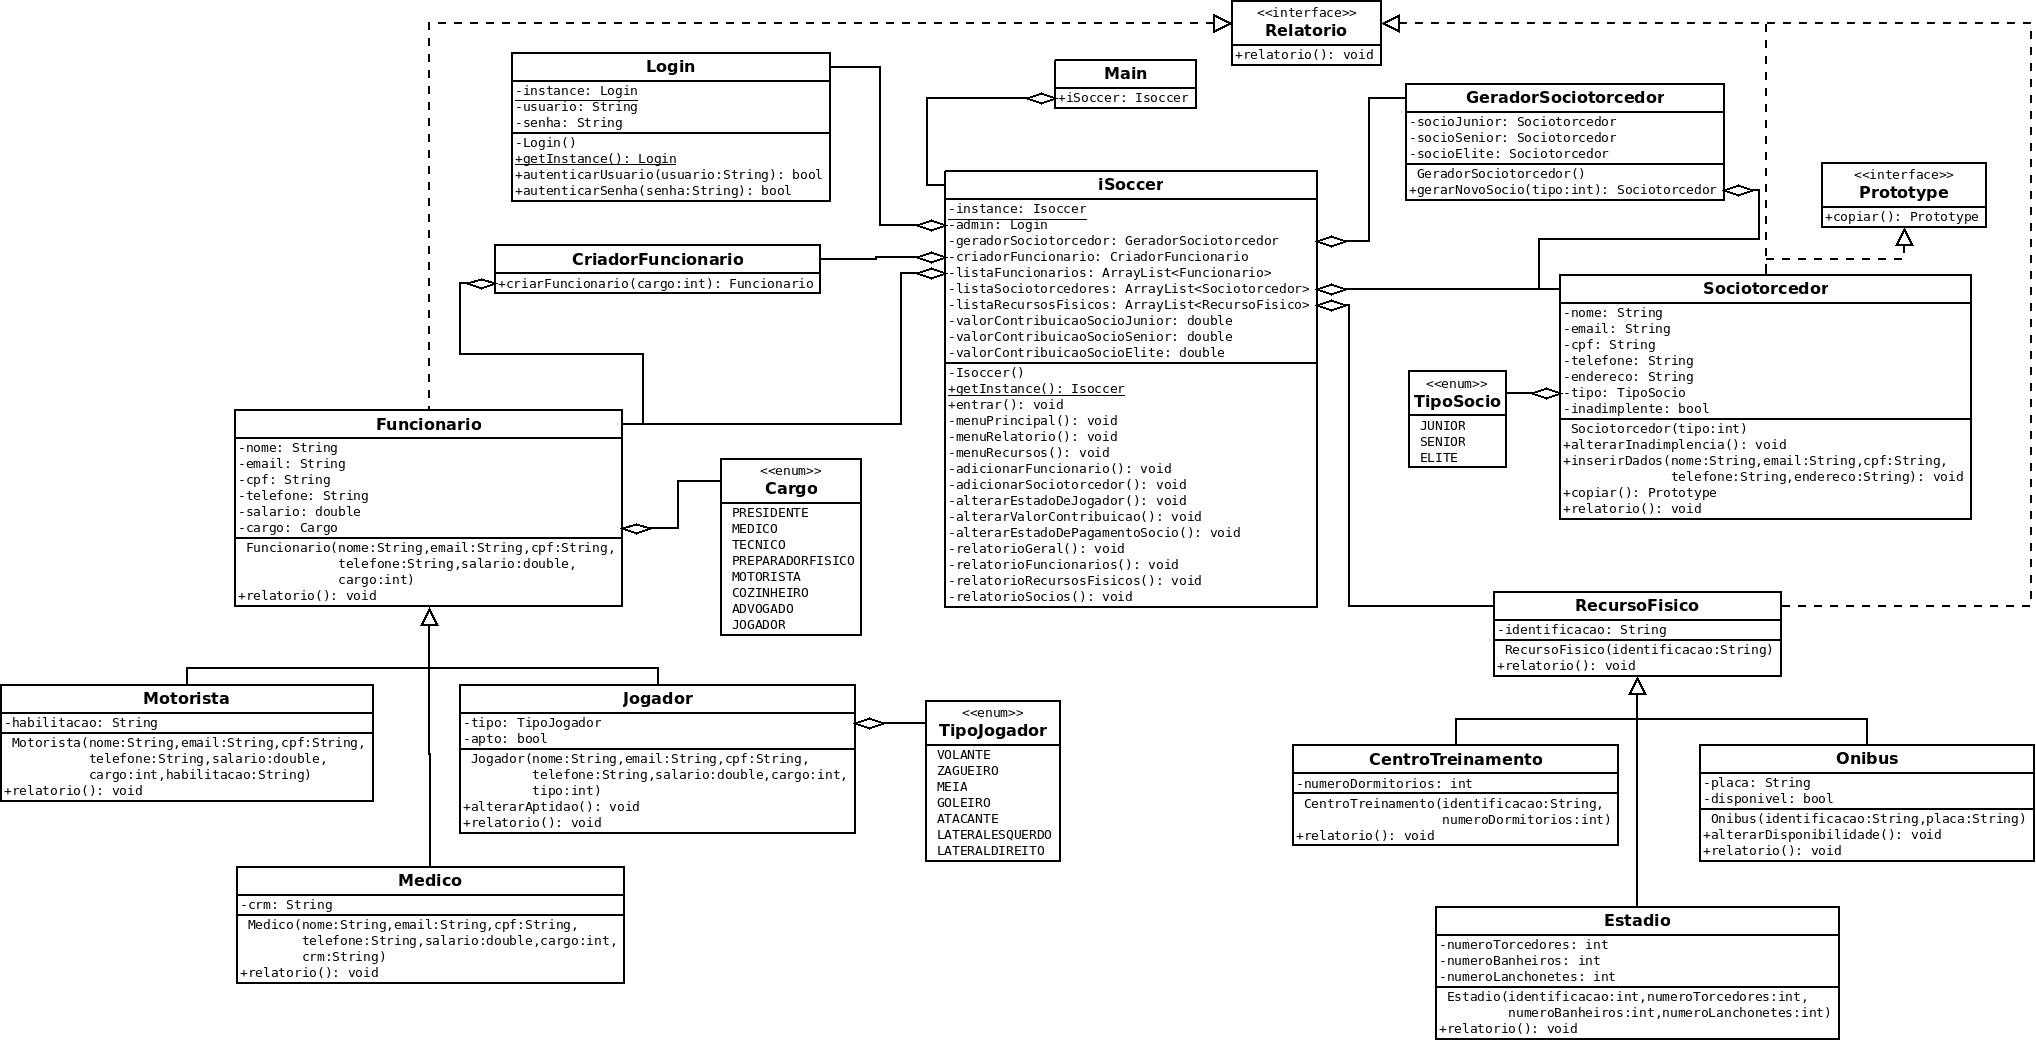 <<interface>>
Relatorio
+relatorio(): void
Login
-instance: Login
-usuario: String
-senha: String
-Login()
+getInstance(): Login
+autenticarUsuario(usuario:String): bool
+autenticarSenha(senha:String): bool
Main
+iSoccer: Isoccer
GeradorSociotorcedor
-socioJunior: Sociotorcedor
-socioSenior: Sociotorcedor
-socioElite: Sociotorcedor
GeradorSociotorcedor()
+gerarNovoSocio(tipo:int): Sociotorcedor
<<interface>>
Prototype
+copiar(): Prototype
CriadorFuncionario
+criarFuncionario(cargo:int): Funcionario
iSoccer
-instance: Isoccer
-admin: Login
-geradorSociotorcedor: GeradorSociotorcedor
-criadorFuncionario: CriadorFuncionario
-listaFuncionarios: ArrayList<Funcionario>
-listaSociotorcedores: ArrayList<Sociotorcedor>
-listaRecursosFisicos: ArrayList<RecursoFisico>
-valorContribuicaoSocioJunior: double
-valorContribuicaoSocioSenior: double
-valorContribuicaoSocioElite: double
-Isoccer()
+getInstance(): Isoccer
+entrar(): void
-menuPrincipal(): void
-menuRelatorio(): void
-menuRecursos(): void
-adicionarFuncionario(): void
-adicionarSociotorcedor(): void
-alterarEstadoDeJogador(): void
-alterarValorContribuicao(): void
-alterarEstadoDePagamentoSocio(): void
-relatorioGeral(): void
-relatorioFuncionarios(): void
-relatorioRecursosFisicos(): void
-relatorioSocios(): void
Sociotorcedor
-nome: String
-email: String
-cpf: String
-telefone: String
-endereco: String
-tipo: TipoSocio
-inadimplente: bool
Sociotorcedor(tipo:int)
+alterarInadimplencia(): void
+inserirDados(nome:String,email:String,cpf:String,
telefone:String,endereco:String): void
+copiar(): Prototype
+relatorio(): void
<<enum>>
TipoSocio
JUNIOR
SENIOR
ELITE
Funcionario
-nome: String
-email: String
-cpf: String
-telefone: String
-salario: double
-cargo: Cargo
Funcionario(nome:String,email:String,cpf:String,
telefone:String,salario:double,
cargo:int)
+relatorio(): void
<<enum>>
Cargo
PRESIDENTE
MEDICO
TECNICO
PREPARADORFISICO
MOTORISTA
COZINHEIRO
ADVOGADO
JOGADOR
RecursoFisico
-identificacao: String
RecursoFisico(identificacao:String)
+relatorio(): void
Motorista
-habilitacao: String
Motorista(nome:String,email:String,cpf:String,
telefone:String,salario:double,
cargo:int,habilitacao:String)
+relatorio(): void
Jogador
-tipo: TipoJogador
-apto: bool
Jogador(nome:String,email:String,cpf:String,
telefone:String,salario:double,cargo:int,
tipo:int)
+alterarAptidao(): void
+relatorio(): void
<<enum>>
TipoJogador
VOLANTE
ZAGUEIRO
MEIA
GOLEIRO
ATACANTE
LATERALESQUERDO
LATERALDIREITO
CentroTreinamento
-numeroDormitorios: int
CentroTreinamento(identificacao:String,
numeroDormitorios:int)
+relatorio(): void
Onibus
-placa: String
-disponivel: bool
Onibus(identificacao:String,placa:String)
+alterarDisponibilidade(): void
+relatorio(): void
Medico
-crm: String
Medico(nome:String,email:String,cpf:String,
telefone:String,salario:double,cargo:int,
crm:String)
+relatorio(): void
Estadio
-numeroTorcedores: int
-numeroBanheiros: int
-numeroLanchonetes: int
Estadio(identificacao:int,numeroTorcedores:int,
numeroBanheiros:int,numeroLanchonetes:int)
+relatorio(): void